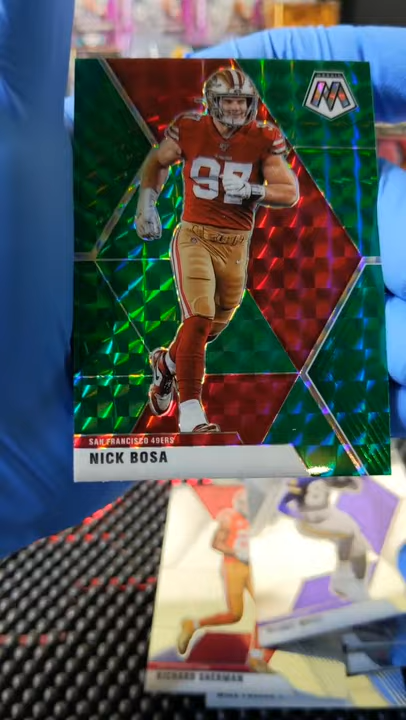 MOSAIC
97
SAN FRANCISCO 49ERS
NICK BOSA
RICHARD SHERMAN